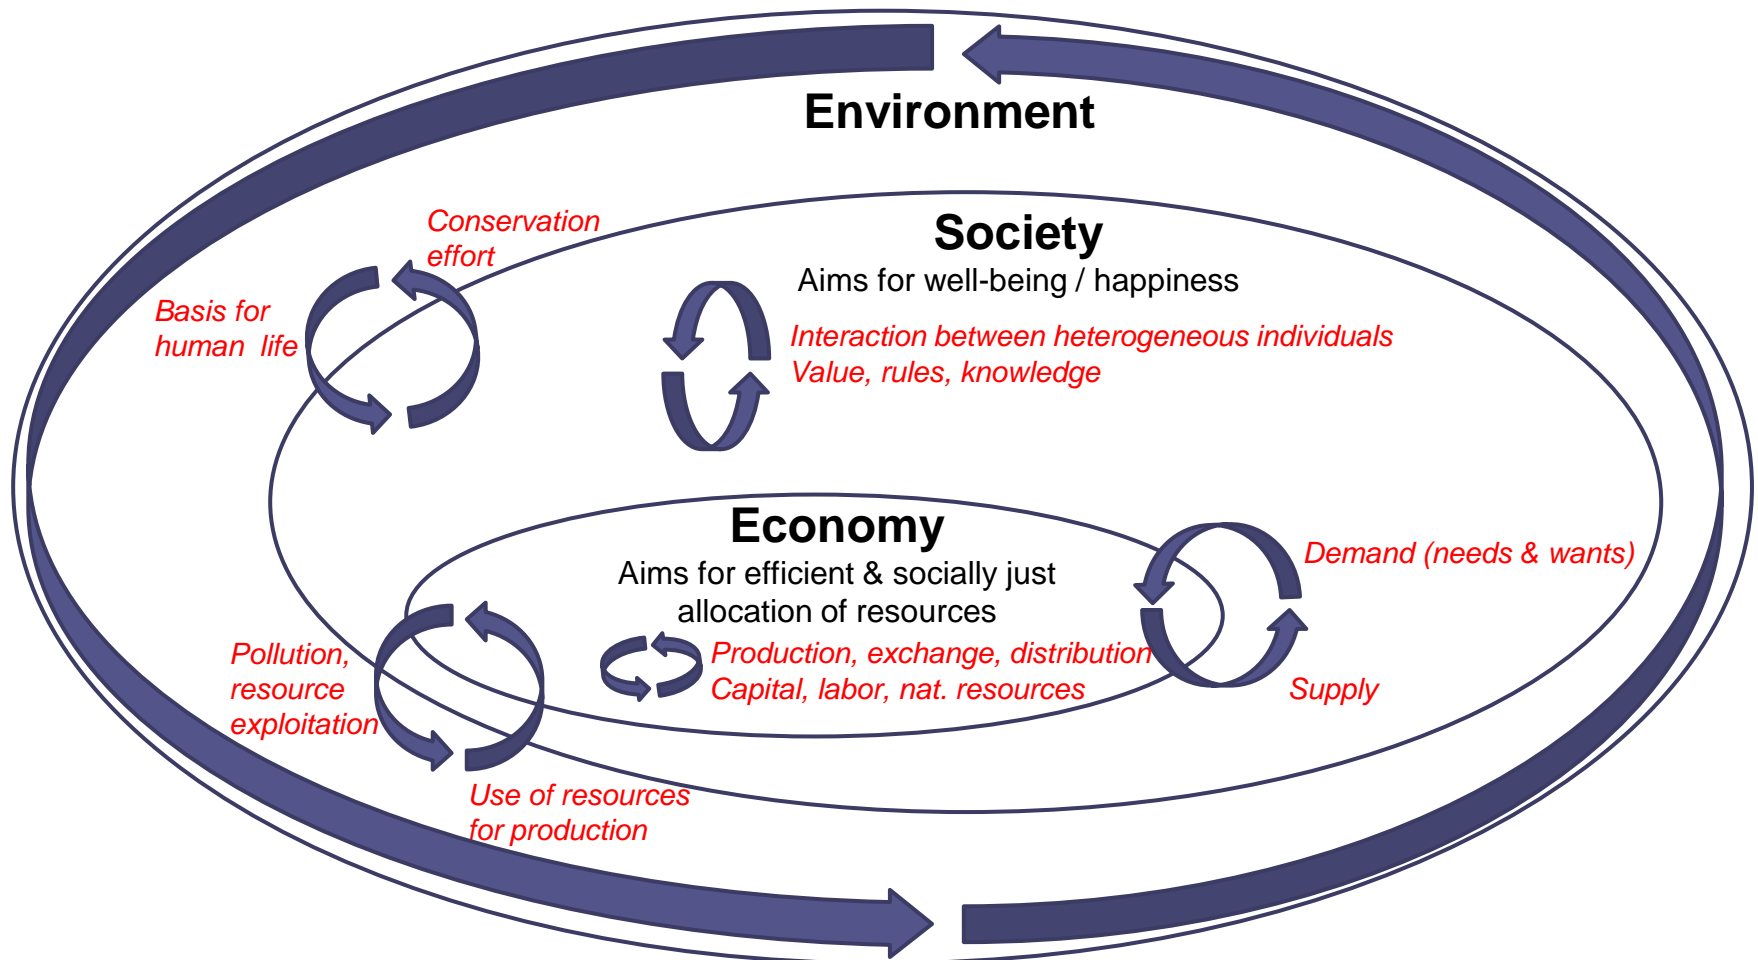 Environment
Society
Aims for well-being / happiness
Conservation
effort
Basis for
human life
Interaction between heterogeneous individuals
Value, rules, knowledge
Economy
Aims for efficient & socially just
allocation of resources
Production, exchange, distribution
Capital, labor, nat. resources
Demand (needs & wants)
Supply
Pollution,
resource
exploitation
Use of resources
for production